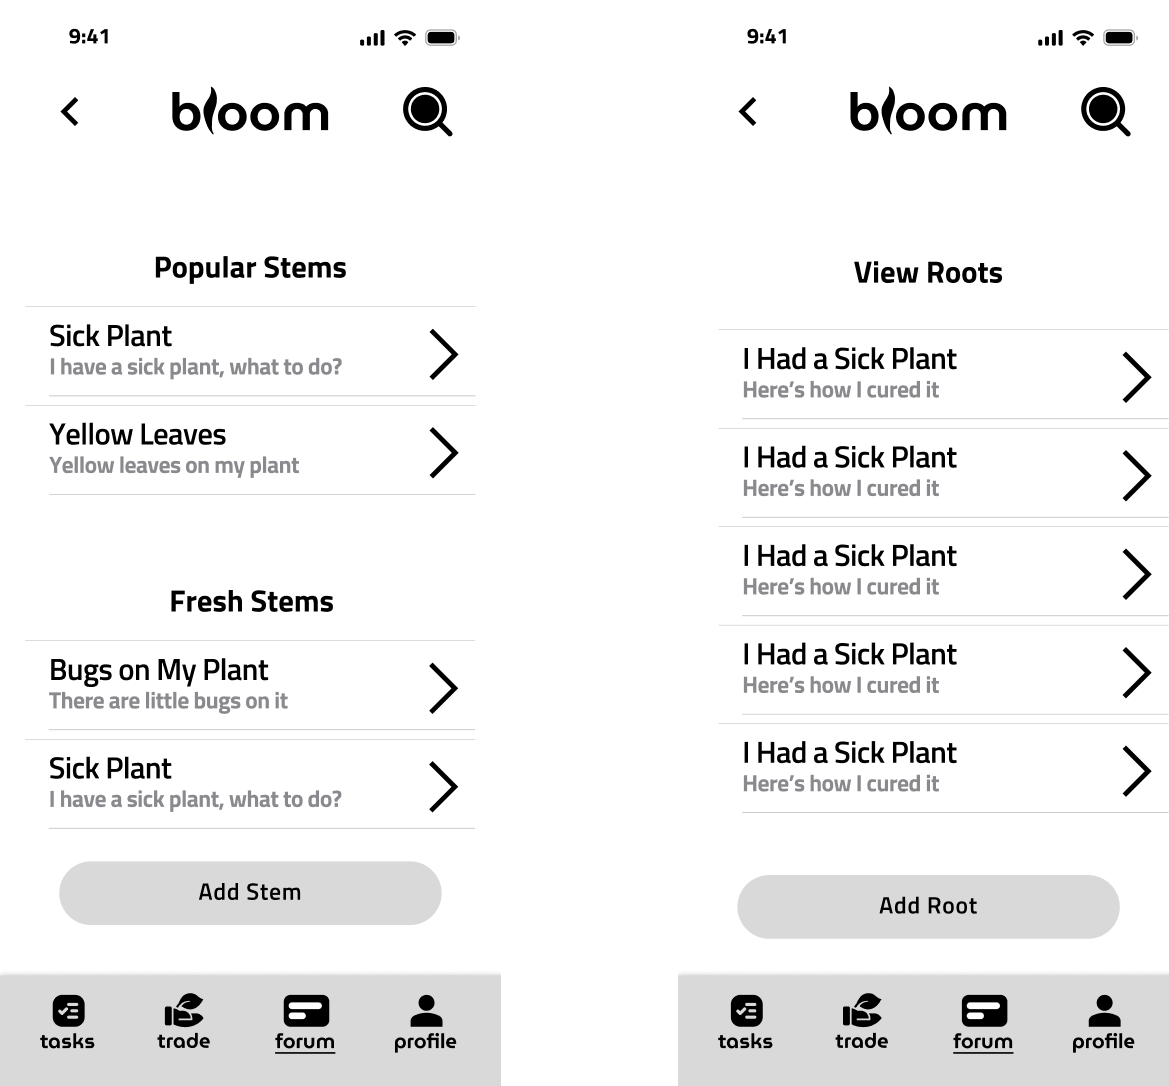 9:41
bloom
Popular Stems
Sick Plant
I have a sick plant, what to do?
Yellow Leaves
Yellow leaves on my plant
Fresh Stems
Bugs on My Plant
There are little bugs on it
Sick Plant
I have a sick plant, what to do?
Add Stem
tasks
trade
forum
profile
9:41
bloom
View Roots
I Had a Sick Plant
Here’s how I cured it
I Had a Sick Plant
Here’s how I cured it
I Had a Sick Plant
Here’s how I cured it
I Had a Sick Plant
Here’s how I cured it
I Had a Sick Plant
Here’s how I cured it
Add Root
tasks
trade
forum
profile